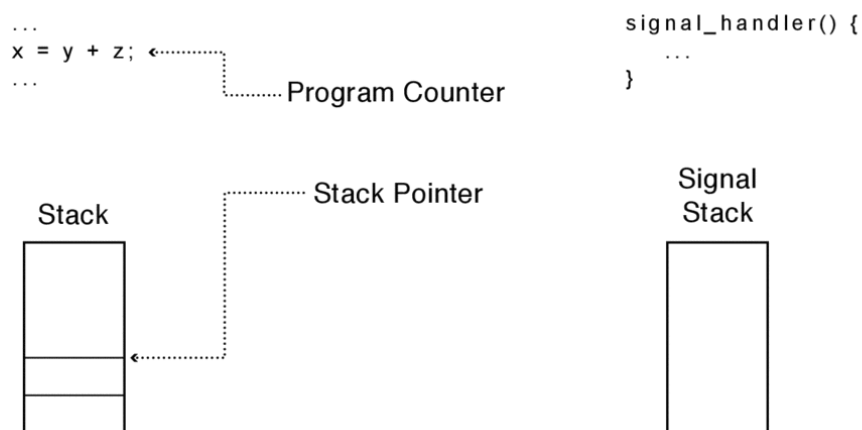 ...
x = y + z;
...
Program Counter
signal_handler() {
...
}
Stack Pointer
Stack
Signal
Stack